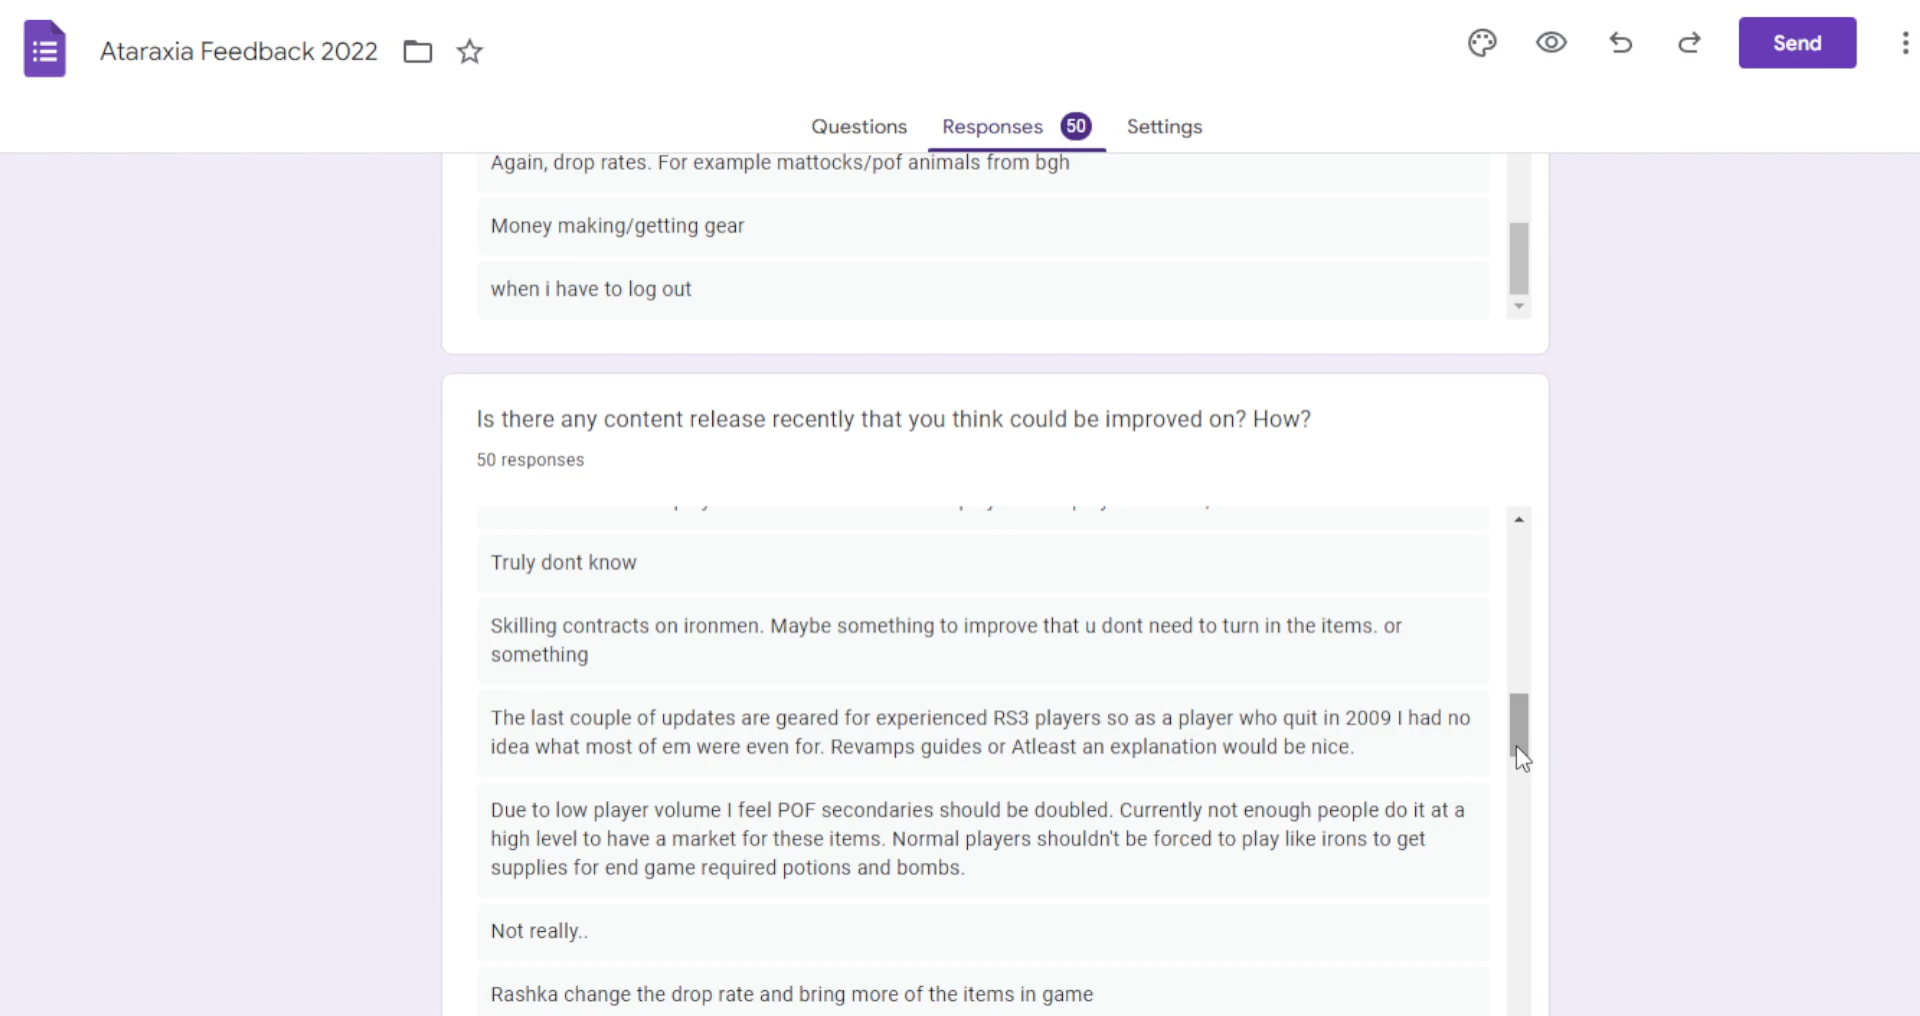 Ataraxia Feedback 2022
Send
Questions
Responses 50
Settings
Again, drop rates. For example mattocks/pof animals from bgh
Money making/getting gear
when i have to log out
Is there any content release recently that you think could be improved on? How?
50 responses
Truly dont know
Skilling contracts on ironmen. Maybe something to improve that u dont need to turn in the items. or
something
The last couple of updates are geared for experienced RS3 players so as a player who quit in 2009 I had no
idea what most of em were even for. Revamps guides or Atleast an explanation would be nice.
Due to low player volume I feel POF secondaries should be doubled. Currently not enough people do it at a
high level to have a market for these items. Normal players shouldn't be forced to play like irons to get
supplies for end game required potions and bombs.
Not really..
Rashka change the drop rate and bring more of the items in game